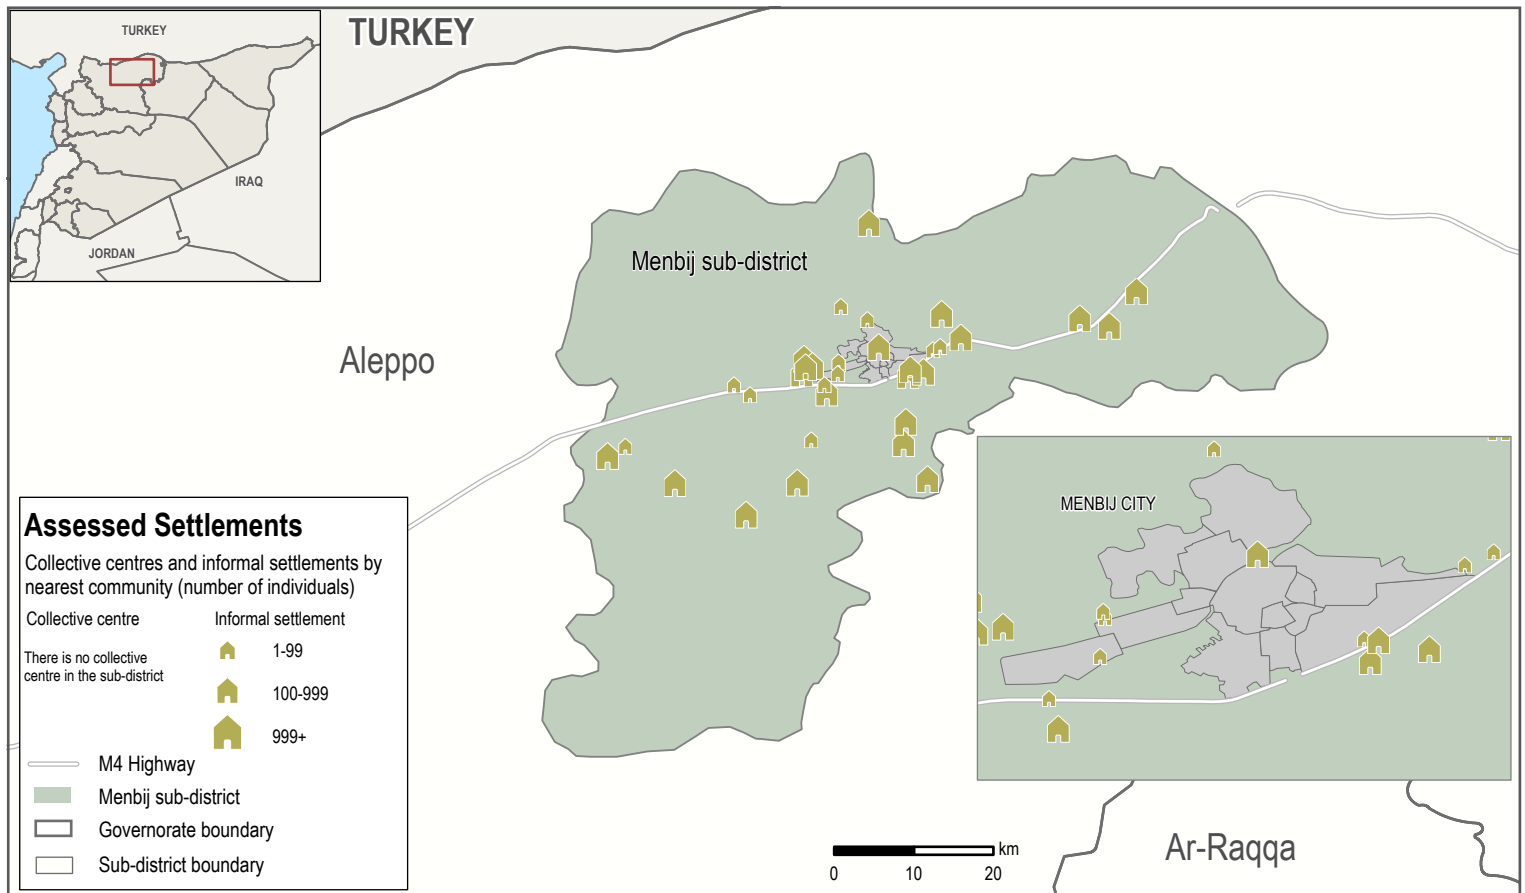 TURKEY
IRAQ
JORDAN
TURKEY
Menbij sub-district
Aleppo
MENBIJ CITY
Assessed Settlements
Collective centres and informal settlements by
nearest community (number of individuals)
Collective centre
Informal settlement
There is no collective
centre in the sub-district
1-99
100-999
999+
M4 Highway
Menbij sub-district
Governorate boundary
Sub-district boundary
km
0 10 20
Ar-Raqqa